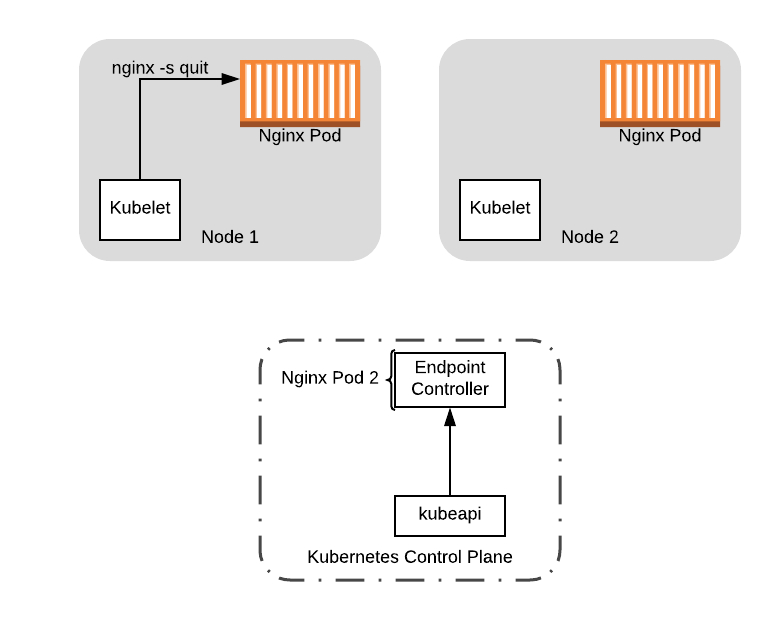 nginx -s quit
Nginx Pod
Kubelet
Node 1
Nginx Pod
Kubelet
Node 2
Nginx Pod 2
Endpoint
Controller
kubeapi
Kubernetes Control Plane